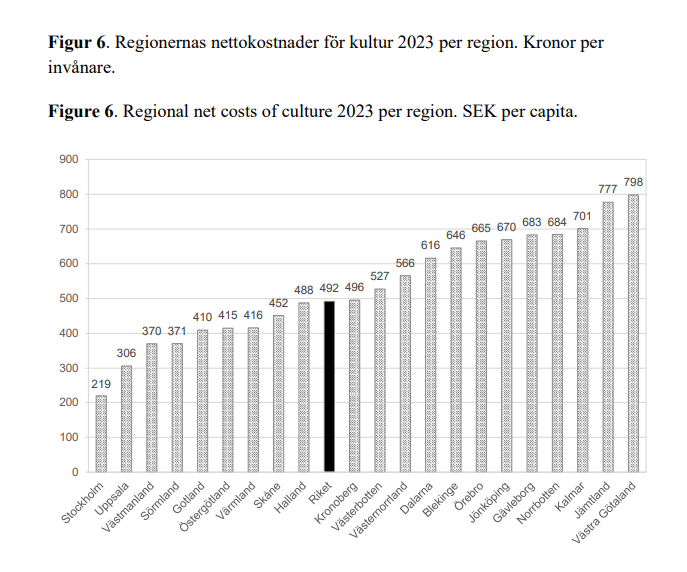 Figur 6. Regionernas nettokostnader för kultur 2023 per region. Kronor per
invånare.
Figure 6. Regional net costs of culture 2023 per region. SEK per capita.
900
800
700
600
500
400
300
200
100
0
219
306
370
371
410
415
416
452
488
492
496
527
566
616
646
665
670
683
684
701
777
798
Stockholm
Uppsala
Västmanland
Sörmland
Gotland
Östergötland
Värmland
Skåne
Halland
Riket
Kronoberg
Västerbotten
Västernorrland
Dalarna
Blekinge
Örebro
Jönköping
Gävleborg
Norrbotten
Kalmar
Jämtland
Västra Götaland